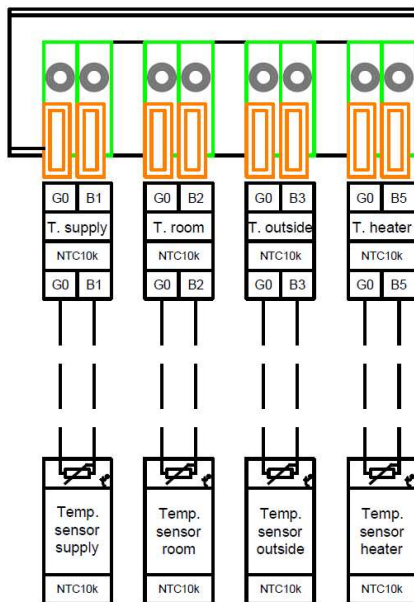 G0 B1 G0 B2 G0 B3 G0 B5
T. supply T. room T. outside T. heater
NTC10k NTC10k NTC10k NTC10k
G0 B1 G0 B2 G0 B3 G0 B5
t° t° t° t°
Temp. Temp. Temp. Temp.
sensor sensor sensor sensor
supply room outside heater
NTC10k NTC10k NTC10k NTC10k